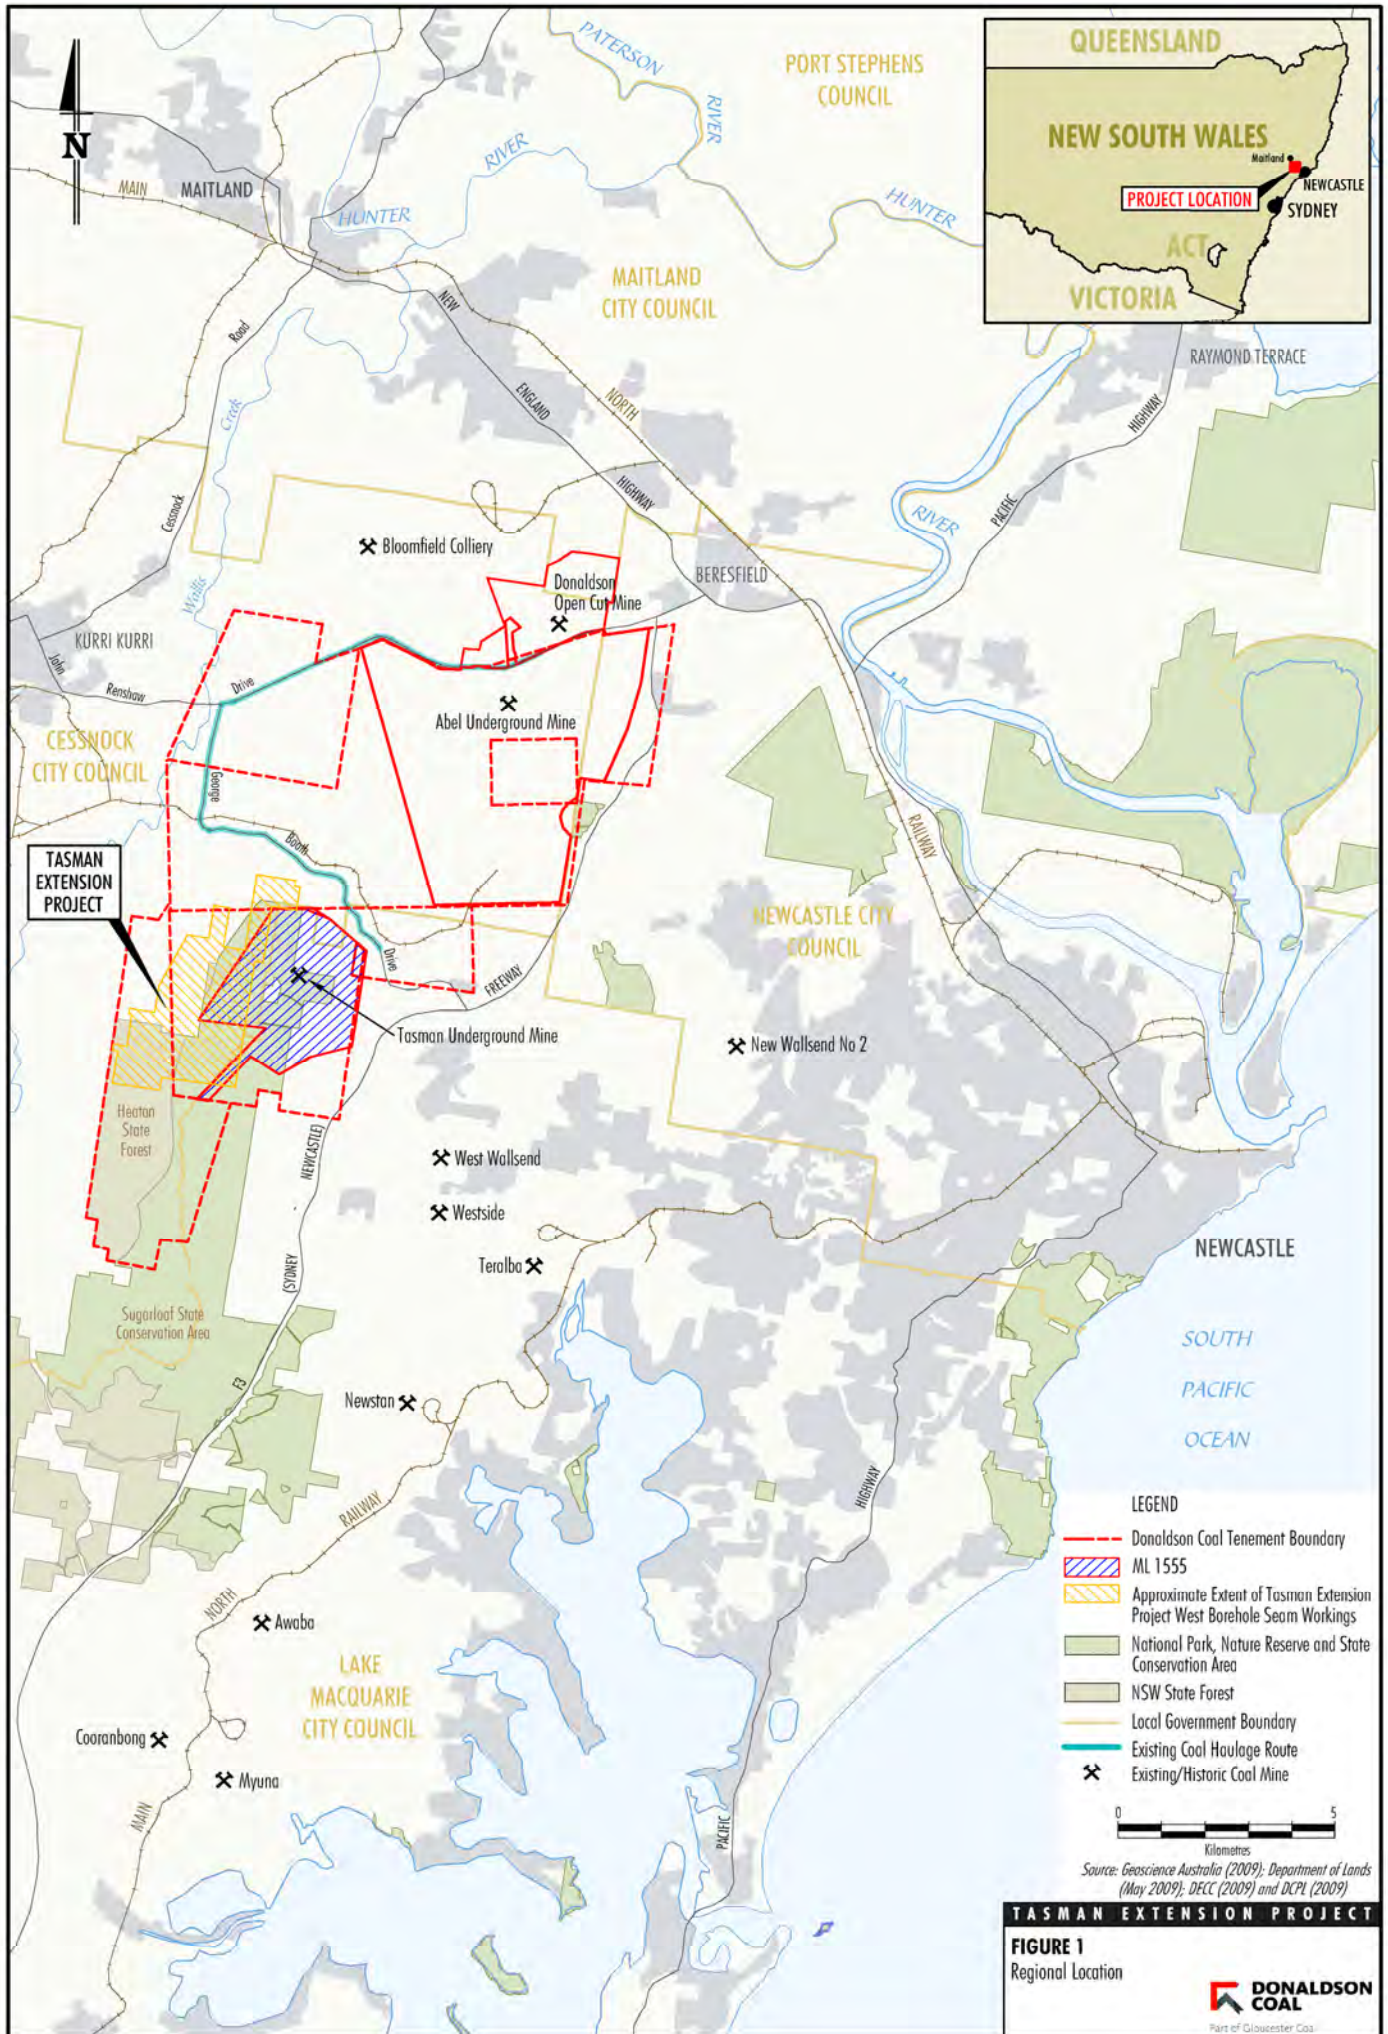 PATERSON
RIVER
PORT STEPHENS
COUNCIL
QUEENSLAND
NEW SOUTH WALES
Maitland
NEWCASTLE
PROJECT LOCATION
SYDNEY
ACT
VICTORIA
N
MAIN
MAITLAND
RIVER
HUNTER
HUNTER
MAITLAND
CITY COUNCIL
NEW
Road
ENGLAND
NORTH
RAYMOND TERRACE
HIGHWAY
Creek
HIGHWAY
PACIFIC
Cessnock
RIVER
Bloomfield Colliery
BERESFIELD
Donaldson
Open Cut Mine
Wallis
KURRI KURRI
John
Renshaw
Drive
Abel Underground Mine
CESSNOCK
CITY COUNCIL
George
Booth
RAILWAY
TASMAN
EXTENSION
PROJECT
NEWCASTLE CITY
COUNCIL
Drive
FREEWAY
Tasman Underground Mine
New Wallsend No 2
Heaton
State
Forest
NEWCASTLE)
West Wallsend
Westside
-
(SYDNEY
Teralba
NEWCASTLE
Sugarloaf State
Conservation Area
F3
SOUTH
PACIFIC
OCEAN
Newstan
HIGHWAY
RAILWAY
NORTH
Awaba
LAKE
MACQUARIE
CITY COUNCIL
Cooranbong
Myuna
MAIN
PACIFIC
LEGEND
Donaldson Coal Tenement Boundary
ML 1555
Approximate Extent of Tasman Extension
Project West Borehole Seam Workings
National Park, Nature Reserve and State
Conservation Area
NSW State Forest
Local Government Boundary
Existing Coal Haulage Route
Existing/Historic Coal Mine
0 5
Kilometres
Source: Geoscience Australia (2009); Department of Lands
(May 2009); DECC (2009) and DCPL (2009)
TASMAN EXTENSION PROJECT
FIGURE 1
Regional Location
DONALDSON
COAL
Part of Gloucester Coal